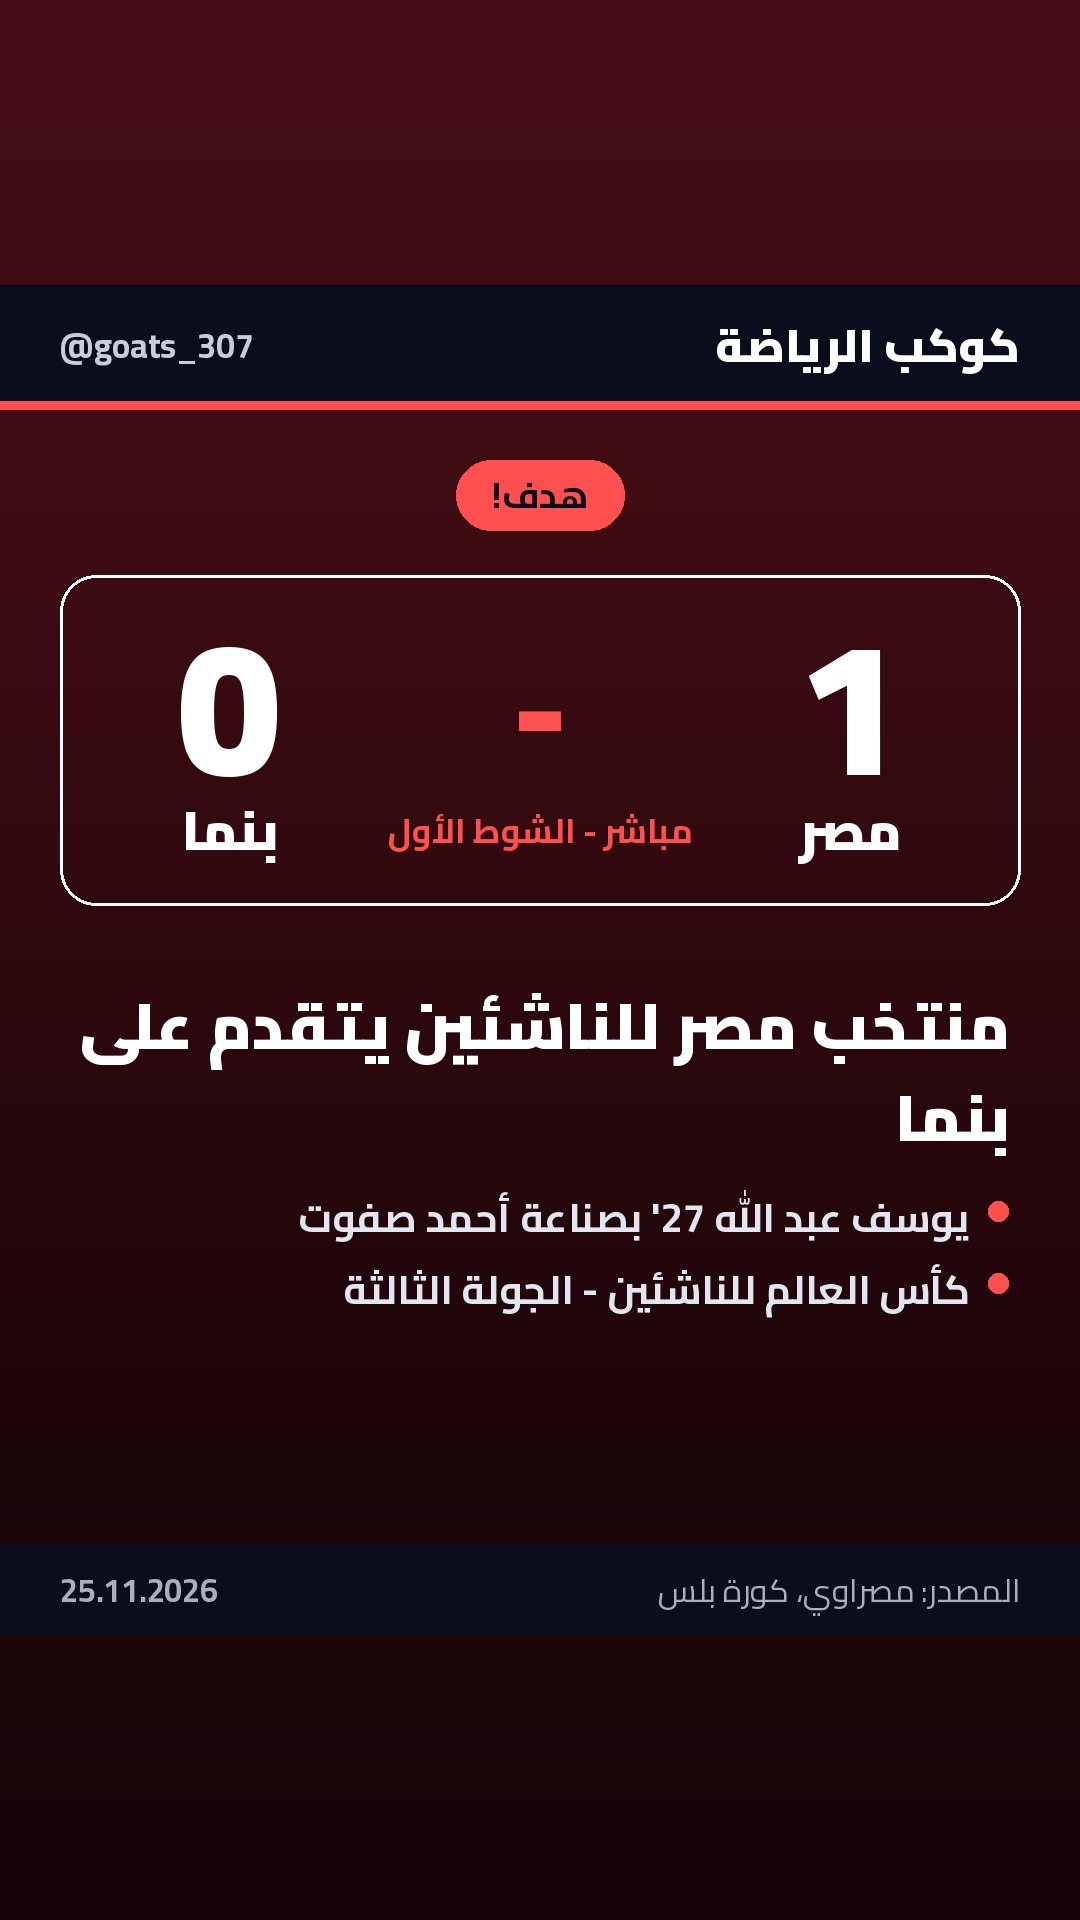 كوكب الرياضة
@goats_307
هدف!
1 - 0
مصر
مباشر - الشوط الأول
بنما
منتخب مصر للناشئين يتقدم على
بنما
يوسف عبد الله 27' بصناعة أحمد صفوت
كأس العالم للناشئين - الجولة الثالثة
المصدر: مصراوي، كورة بلس
25.11.2026